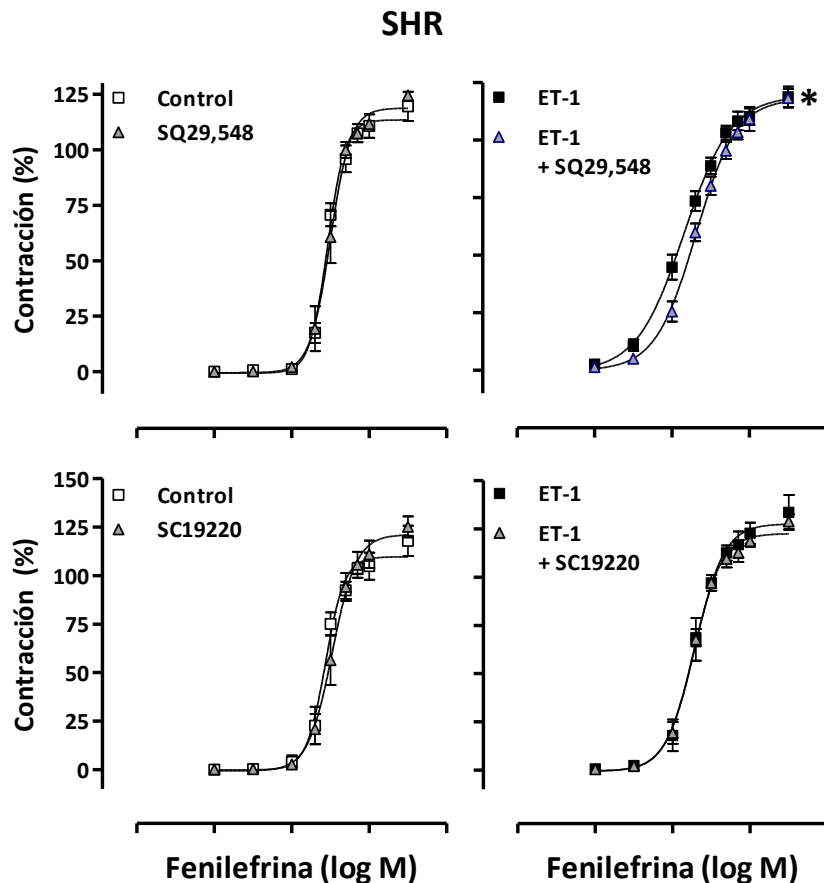 SHR
Contracción (%)
125
100
75
50
25
0
Control
SQ29,548
ET-1
ET-1
+ SQ29,548
*
Contracción (%)
150
125
100
75
50
25
0
Control
SC19220
ET-1
ET-1
+ SC19220
Fenilefrina (log M)
Fenilefrina (log M)